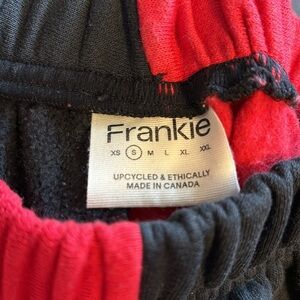 Frankie
XS S M L XL XXL
UPCYCLED & ETHICALLY
MADE IN CANADA